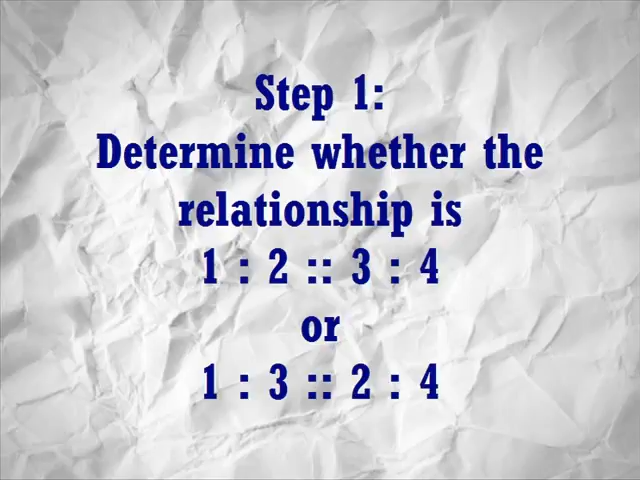 Step 1:
Determine whether the
relationship is
1 : 2 :: 3 : 4
or
1 : 3 :: 2 : 4